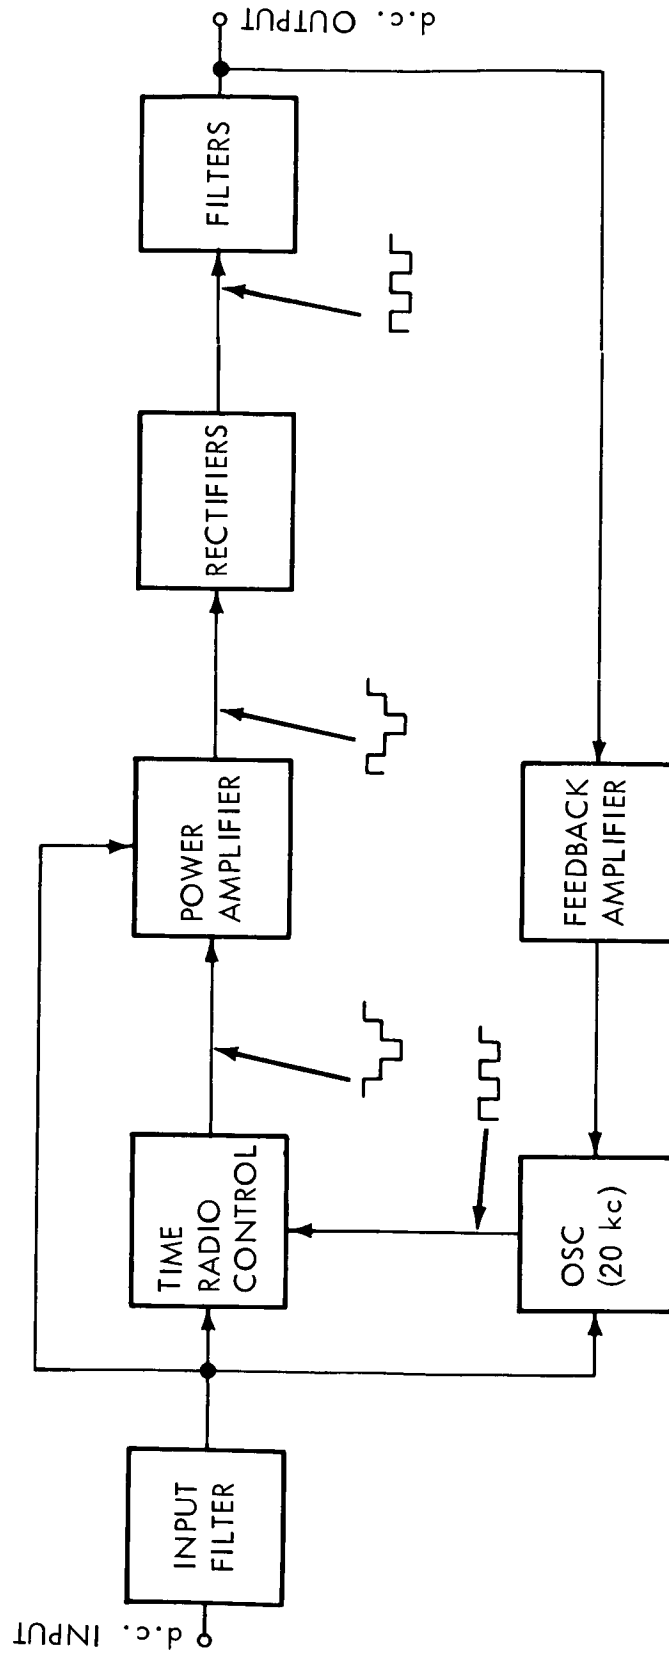 d.c. INPUT
INPUT
FILTER
TIME
RADIO
CONTROL
POWER
AMPLIFIER
RECTIFIERS
FILTERS
d.c. OUTPUT
OSC
(20 kc)
FEEDBACK
AMPLIFIER